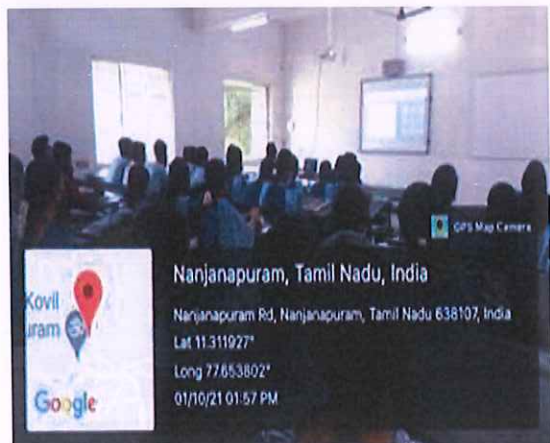 GPS Map Camera
Nanjanapuram, Tamil Nadu, India
Kovil
uram
Nanjanapuram Rd, Nanjanapuram, Tamil Nadu 638107, India
Lat 11.311927°
Long 77.653802°
Google
01/10/21 01:57 PM